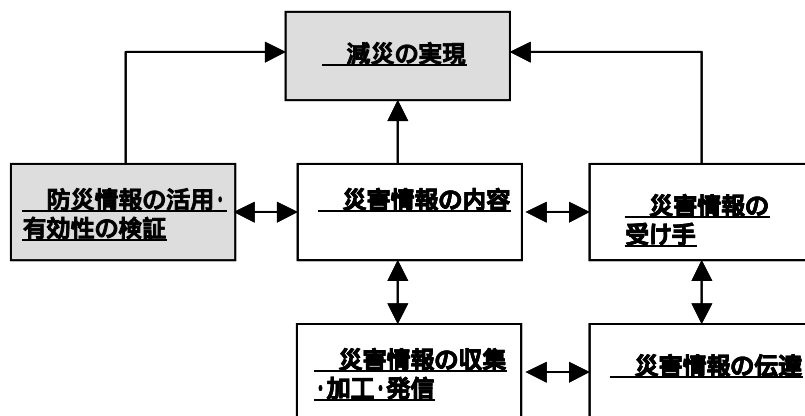 減災の実現
防災情報の活用・
有効性の検証
災害情報の内容
災害情報の
受け手
災害情報の収集
・加工・発信
災害情報の伝達